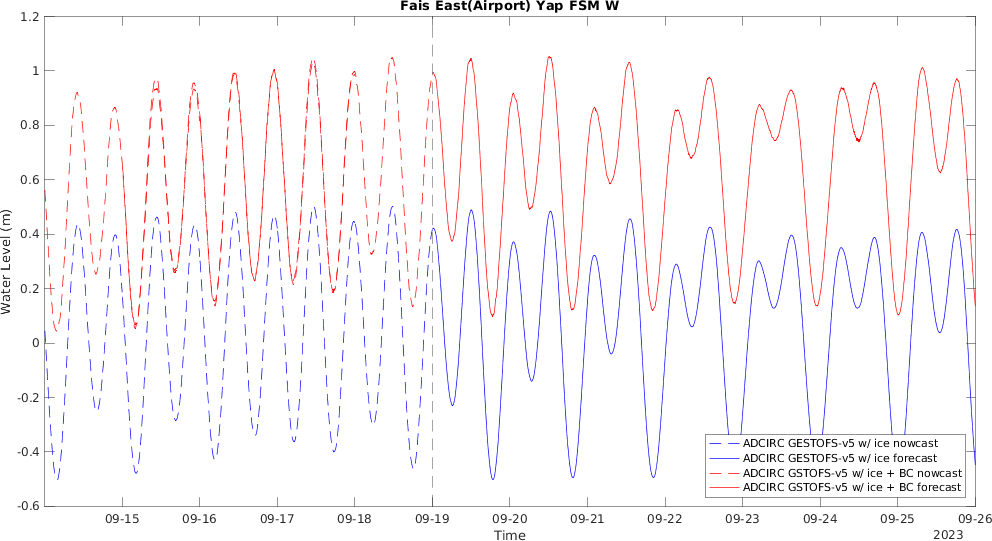 Fais East(Airport) Yap FSM W
Water Level (m)
1.2
1
0.8
0.6
0.4
0.2
0
-0.2
-0.4
-0.6
ADCIRC GESTOFS-v5 w/ ice nowcast
ADCIRC GESTOFS-v5 w/ ice forecast
ADCIRC GSTOFS-v5 w/ ice + BC nowcast
ADCIRC GSTOFS-v5 w/ ice + BC forecast
09-15 09-16 09-17 09-18 09-19 09-20 09-21 09-22 09-23 09-24 09-25 09-26
Time
2023